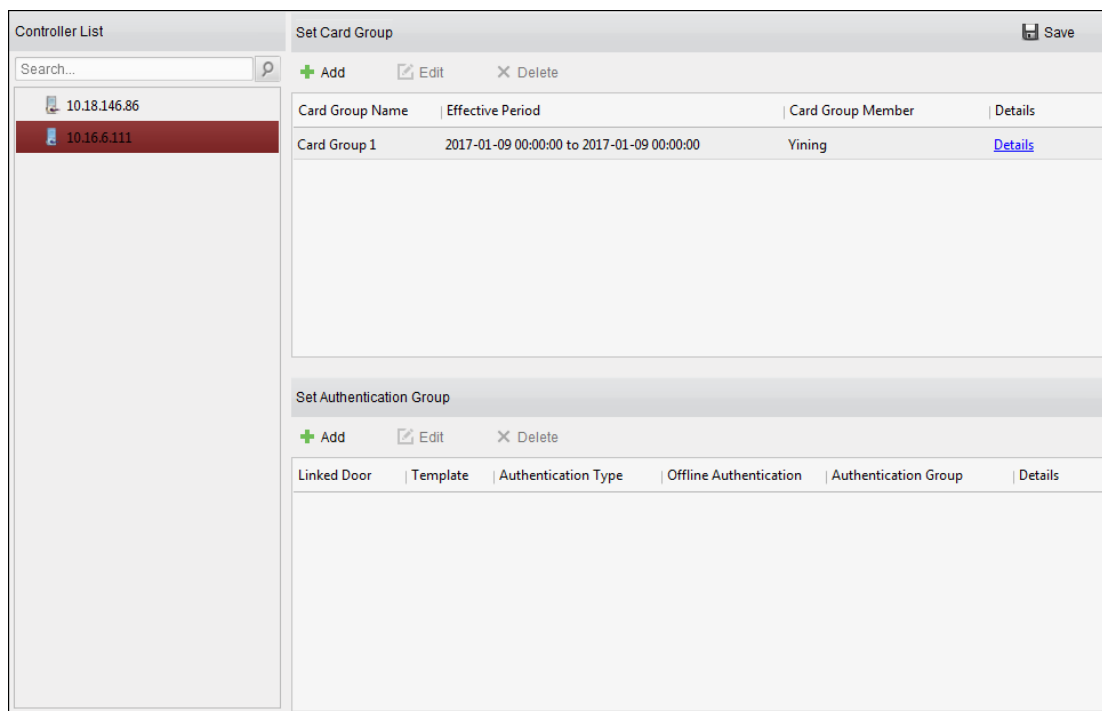 Controller List
Search...
10.18.146.86
10.16.6.111
Set Card Group
Save
Add Edit Delete
Card Group Name Effective Period Card Group Member Details
Card Group 1 2017-01-09 00:00:00 to 2017-01-09 00:00:00 Yining Details
Set Authentication Group
Add Edit Delete
Linked Door Template Authentication Type Offline Authentication Authentication Group Details